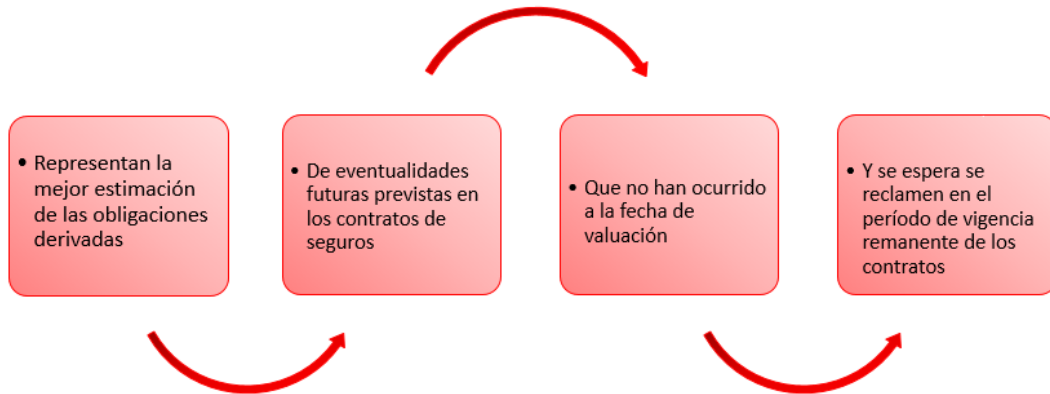 • Representan la
mejor estimación
de las obligaciones
derivadas
• De eventualidades
futuras previstas en
los contratos de
seguros
• Que no han ocurrido
a la fecha de
valuación
• Y se espera se
reclamen en el
período de vigencia
remanente de los
contratos